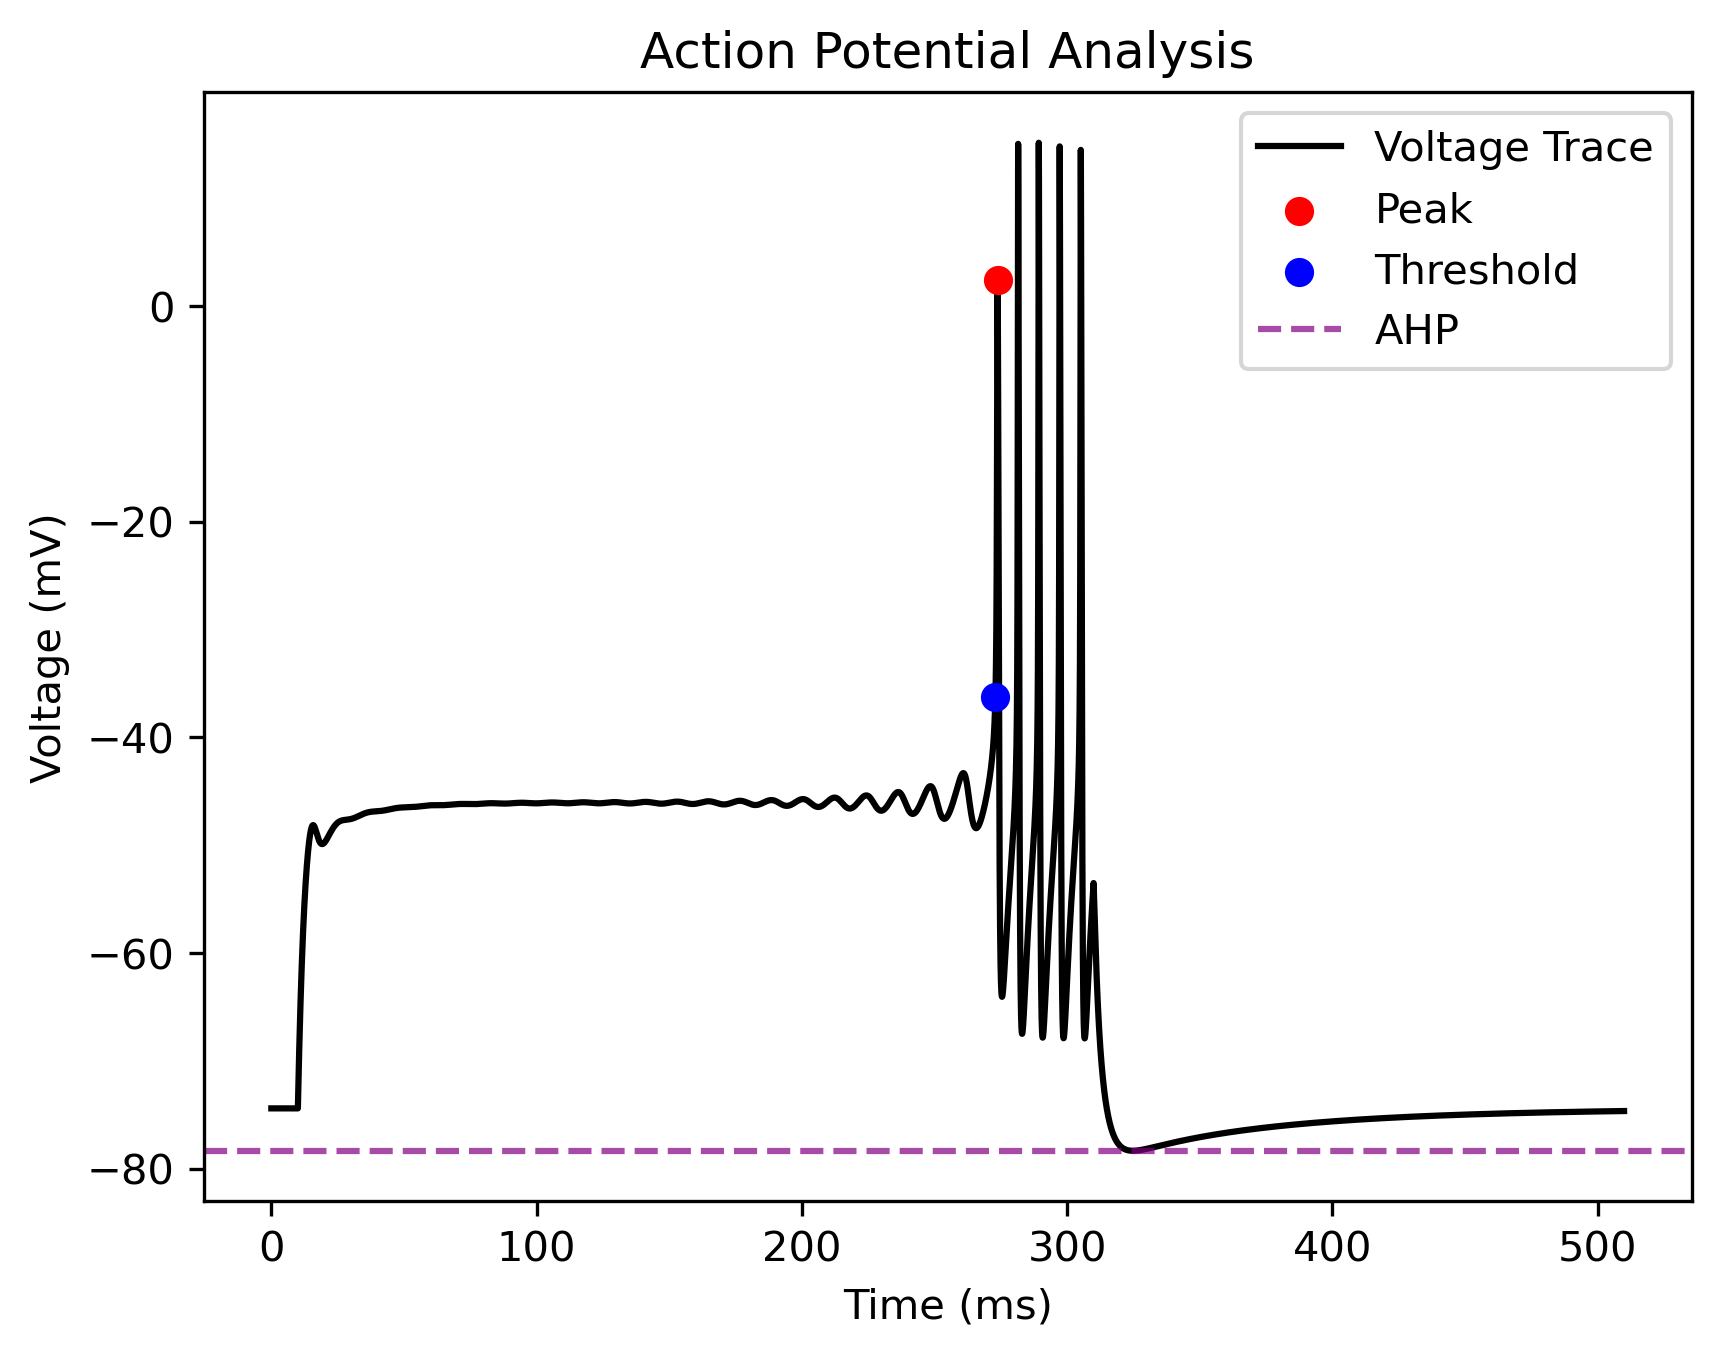 Action Potential Analysis
Voltage Trace
Peak
Threshold
AHP
Voltage (mV)
0
−20
−40
−60
−80
0 100 200 300 400 500
Time (ms)